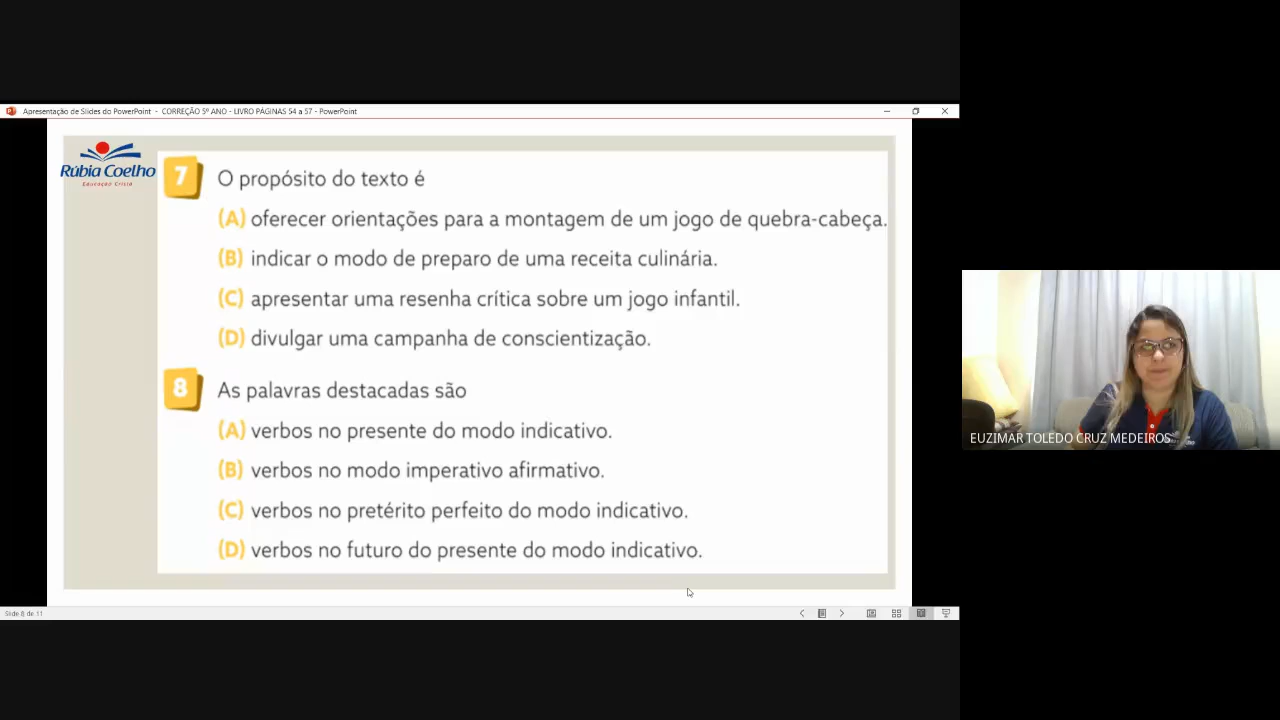 Apresentação de Slides do PowerPoint - CORREÇÃO 5º ANO - LIVRO PÁGINAS 54 a 57 - PowerPoint
Rúbia Coelho
Educação Cristã
7 O propósito do texto é
(A) oferecer orientações para a montagem de um jogo de quebra-cabeça.
(B) indicar o modo de preparo de uma receita culinária.
(C) apresentar uma resenha crítica sobre um jogo infantil.
(D) divulgar uma campanha de conscientização.
8 As palavras destacadas são
(A) verbos no presente do modo indicativo.
(B) verbos no modo imperativo afirmativo.
(C) verbos no pretérito perfeito do modo indicativo.
(D) verbos no futuro do presente do modo indicativo.
Slide 8 de 11
EUZIMAR TOLEDO CRUZ MEDEIROS